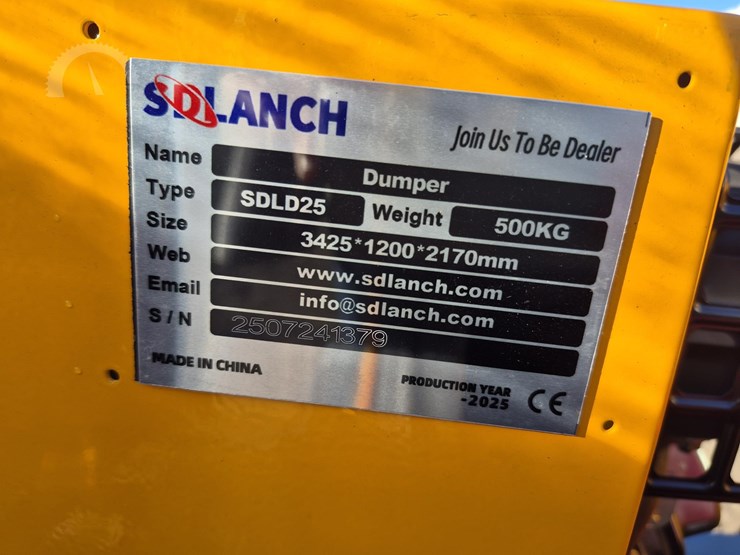 SDLANCH
Join Us To Be Dealer
Name Dumper
Type SDLD25 Weight 500KG
Size 3425*1200*2170mm
Web www.sdlanch.com
Email info@sdlanch.com
S/N 2507241379
MADE IN CHINA
PRODUCTION YEAR
-2025
CE